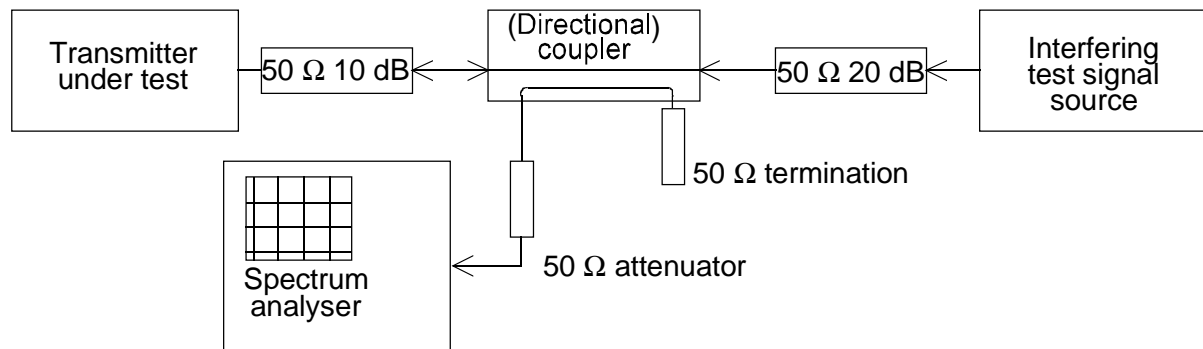 Transmitter
under test
50 Ω 10 dB
(Directional)
coupler
50 Ω 20 dB
Interfering
test signal
source
50 Ω termination
50 Ω attenuator
Spectrum
analyser